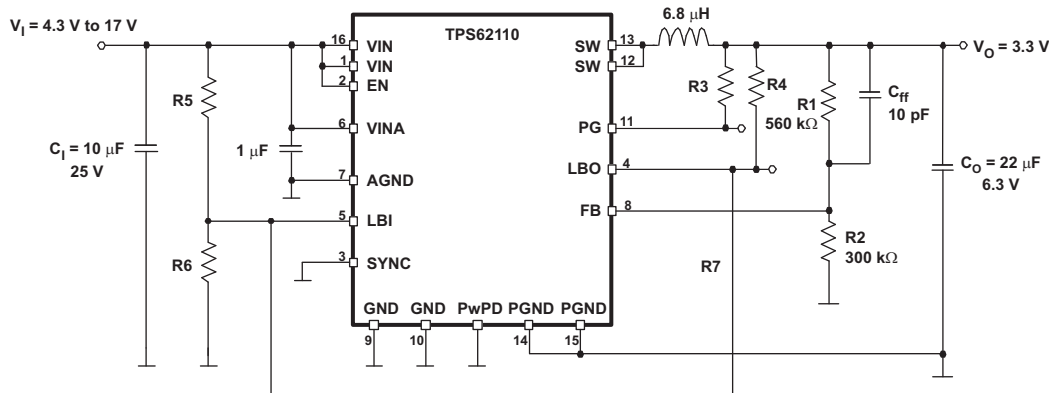 V_I = 4.3 V to 17 V
TPS62110
6.8 μH
V_O = 3.3 V
16
VIN
1
VIN
2
EN
6
VINA
7
AGND
5
LBI
3
SYNC
SW
13
SW
12
PG
11
LBO
4
FB
8
R5
C_I = 10 μF
25 V
1 μF
R6
R3
R4
R1
560 kΩ
C_ff
10 pF
C_O = 22 μF
6.3 V
R2
300 kΩ
R7
GND
GND
PwPD
PGND
PGND
9
10
14
15